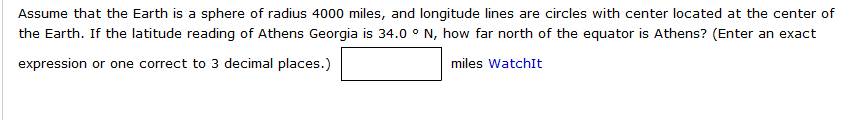 Assume that the Earth is a sphere of radius 4000 miles, and longitude lines are circles with center located at the center of
the Earth. If the latitude reading of Athens Georgia is 34.0 ° N, how far north of the equator is Athens? (Enter an exact
expression or one correct to 3 decimal places.) miles WatchIt